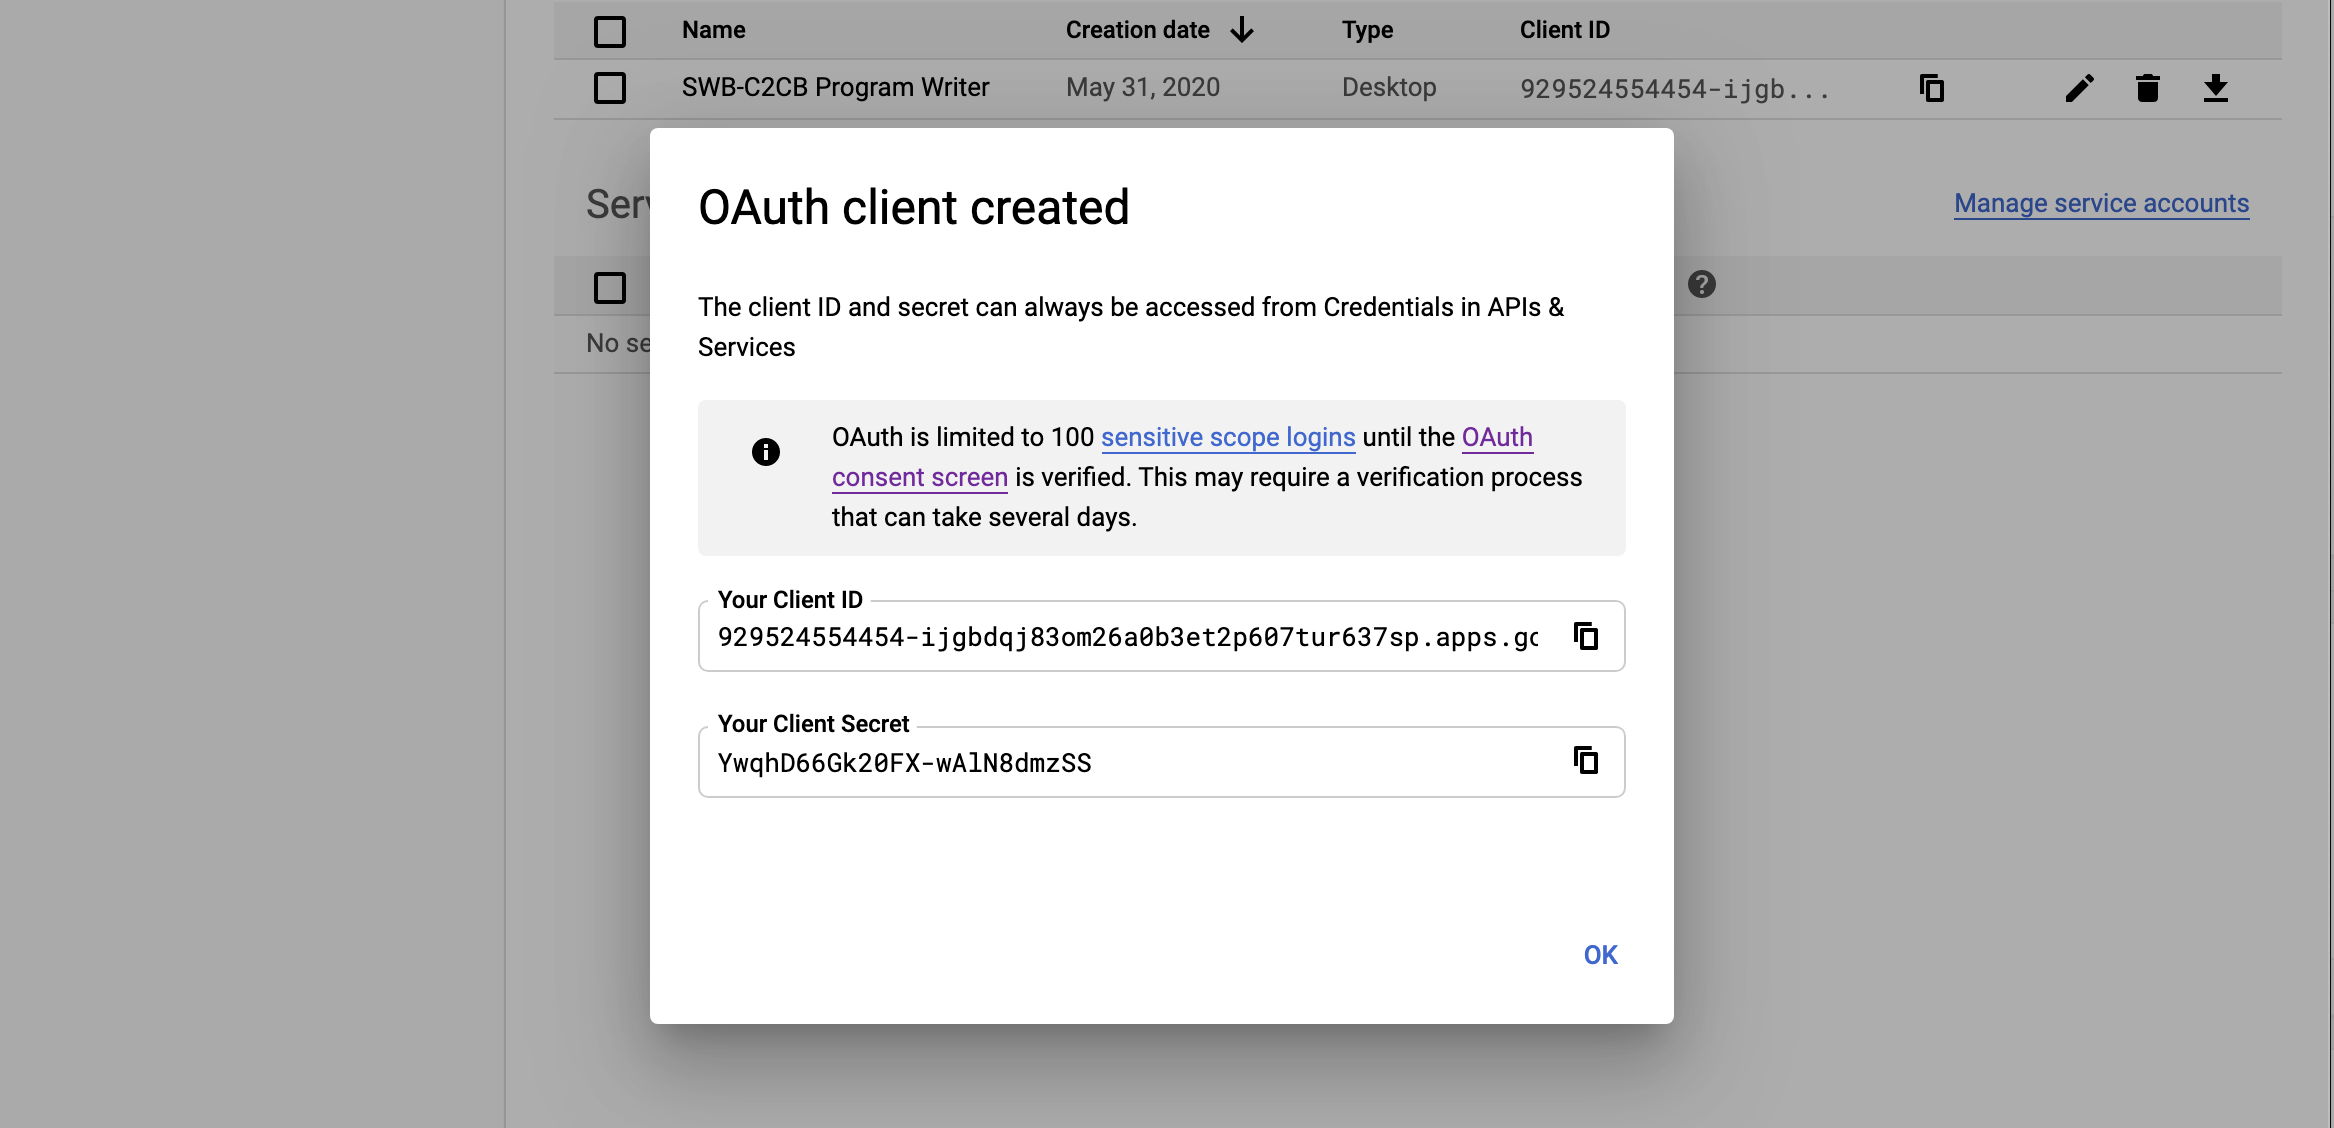 Name Creation date Type Client ID
SWB-C2CB Program Writer May 31, 2020 Desktop 929524554454-ijgb...
OAuth client created
Manage service accounts
The client ID and secret can always be accessed from Credentials in APIs &
Services
No
OAuth is limited to 100 sensitive scope logins until the OAuth
consent screen is verified. This may require a verification process
that can take several days.
Your Client ID
929524554454-ijgbdqj83om26a0b3et2p607tur637sp.apps.go
Your Client Secret
YwqhD66Gk20FX-wAlN8dmzSS
OK